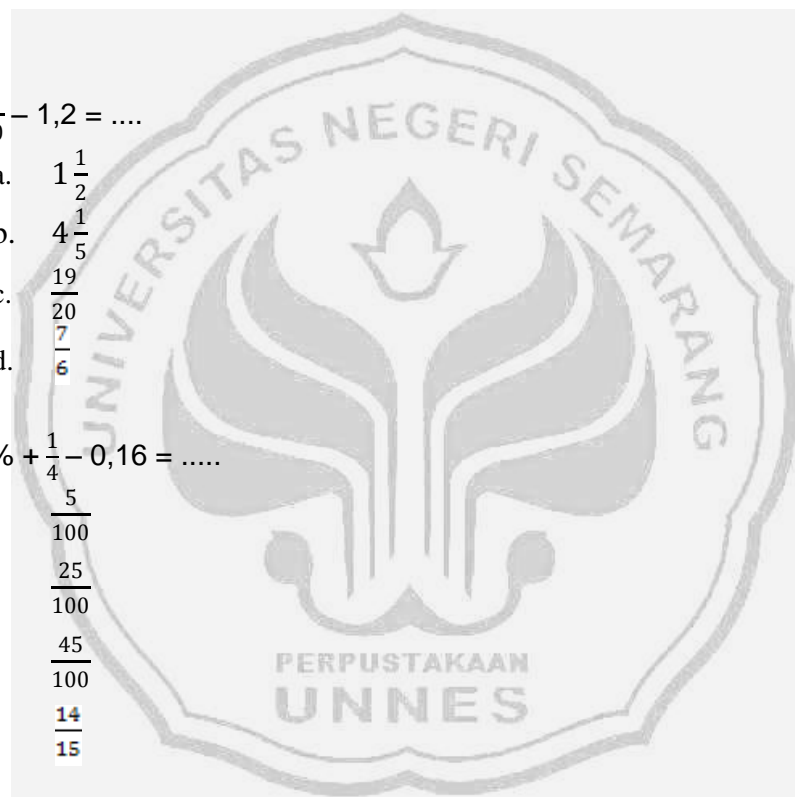 – 1,2 = ....
a. 1 1/2
b. 4 1/5
c. 19/20
d. 7/6
% + 1/4 – 0,16 = .....
5/100
25/100
45/100
14/15
UNIVERSITAS NEGERI SEMARANG
PERPUSTAKAAN
UNNES